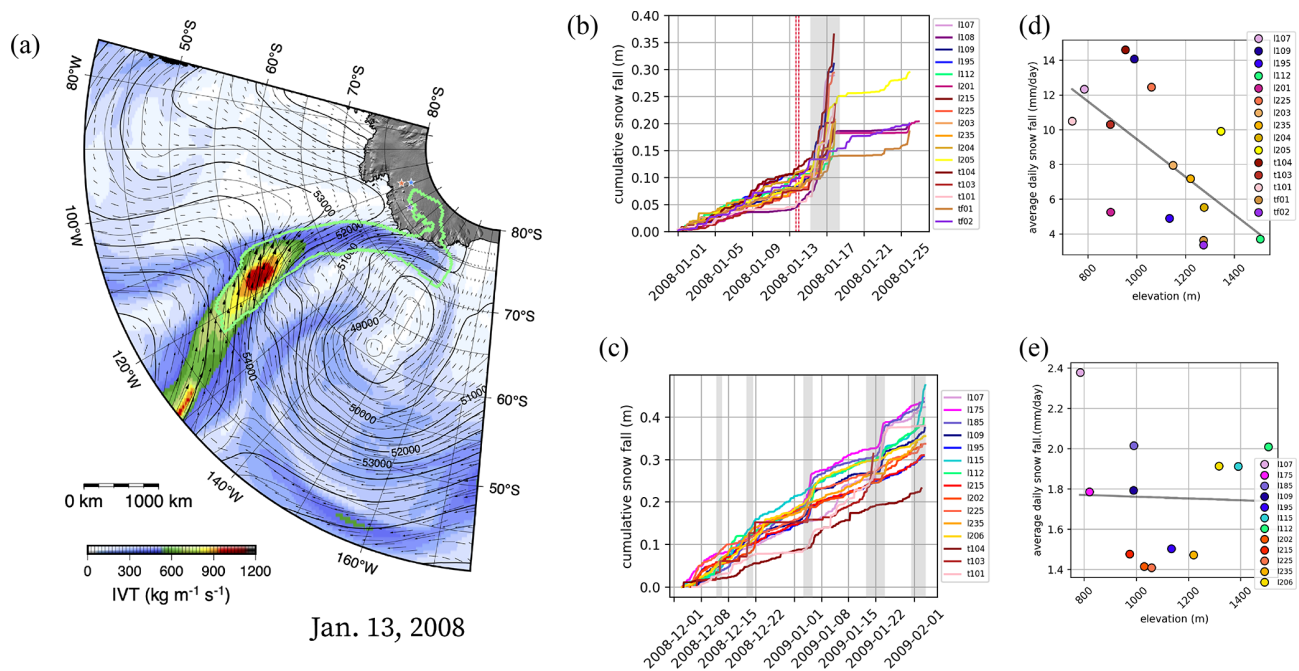 (a)
50°S
60°S
70°S
80°S
80°W
100°W
120°W
140°W
160°W
80°S
70°S
60°S
50°S
53000
52000
5100
49000
54000
50000
51000
52000
53000
0 km 1000 km
0 300 600 900 1200
IVT (kg m⁻¹ s⁻¹)
Jan. 13, 2008
(b)
cumulative snow fall (m)
0.40
0.35
0.30
0.25
0.20
0.15
0.10
0.05
0.00
2008-01-01
2008-01-05
2008-01-09
2008-01-13
2008-01-17
2008-01-21
2008-01-25
l107
l108
l109
l195
l112
l201
l215
l225
l203
l235
l204
l205
t104
t103
t101
tf01
tf02
(c)
cumulative snow fall (m)
0.4
0.3
0.2
0.1
0.0
2008-12-01
2008-12-08
2008-12-15
2008-12-22
2009-01-01
2009-01-08
2009-01-15
2009-01-22
2009-02-01
l107
l175
l185
l109
l195
l115
l112
l215
l202
l225
l235
l206
t104
t103
t101
(d)
average daily snow fall (mm/day)
14
12
10
8
6
4
800 1000 1200 1400
elevation (m)
l107
l109
l195
l112
l201
l225
l203
l235
l204
l205
t104
t103
t101
tf01
tf02
(e)
average daily snow fall.(mm/day)
2.4
2.2
2.0
1.8
1.6
1.4
800 1000 1200 1400
elevation (m)
l107
l175
l185
l109
l195
l115
l112
l202
l215
l225
l235
l206